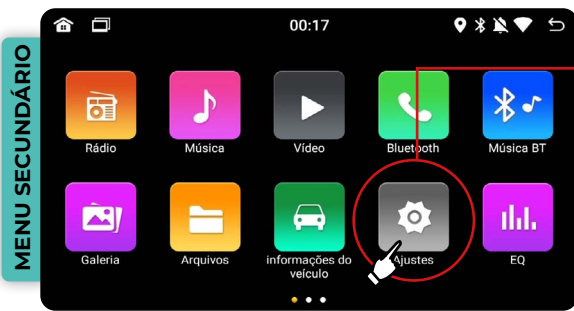 MENU SECUNDÁRIO
00:17
Rádio
Música
Vídeo
Bluetooth
Música BT
Galeria
Arquivos
informações do
veículo
Ajustes
EQ